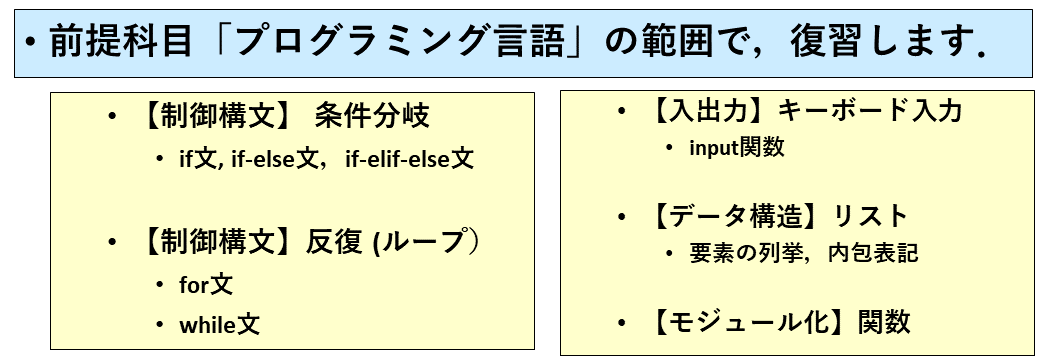 ・前提科目「プログラミング言語」の範囲で，復習します．
• 【制御構文】 条件分岐
• if文, if-else文，if-elif-else文
• 【制御構文】反復 (ループ）
• for文
• while文
• 【入出力】キーボード入力
• input関数
• 【データ構造】リスト
• 要素の列挙，内包表記
• 【モジュール化】関数